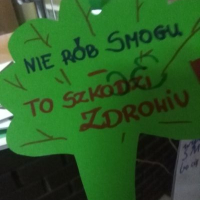 NIE RÓB SMOGU
TO SZKODZI
ZDROWIU